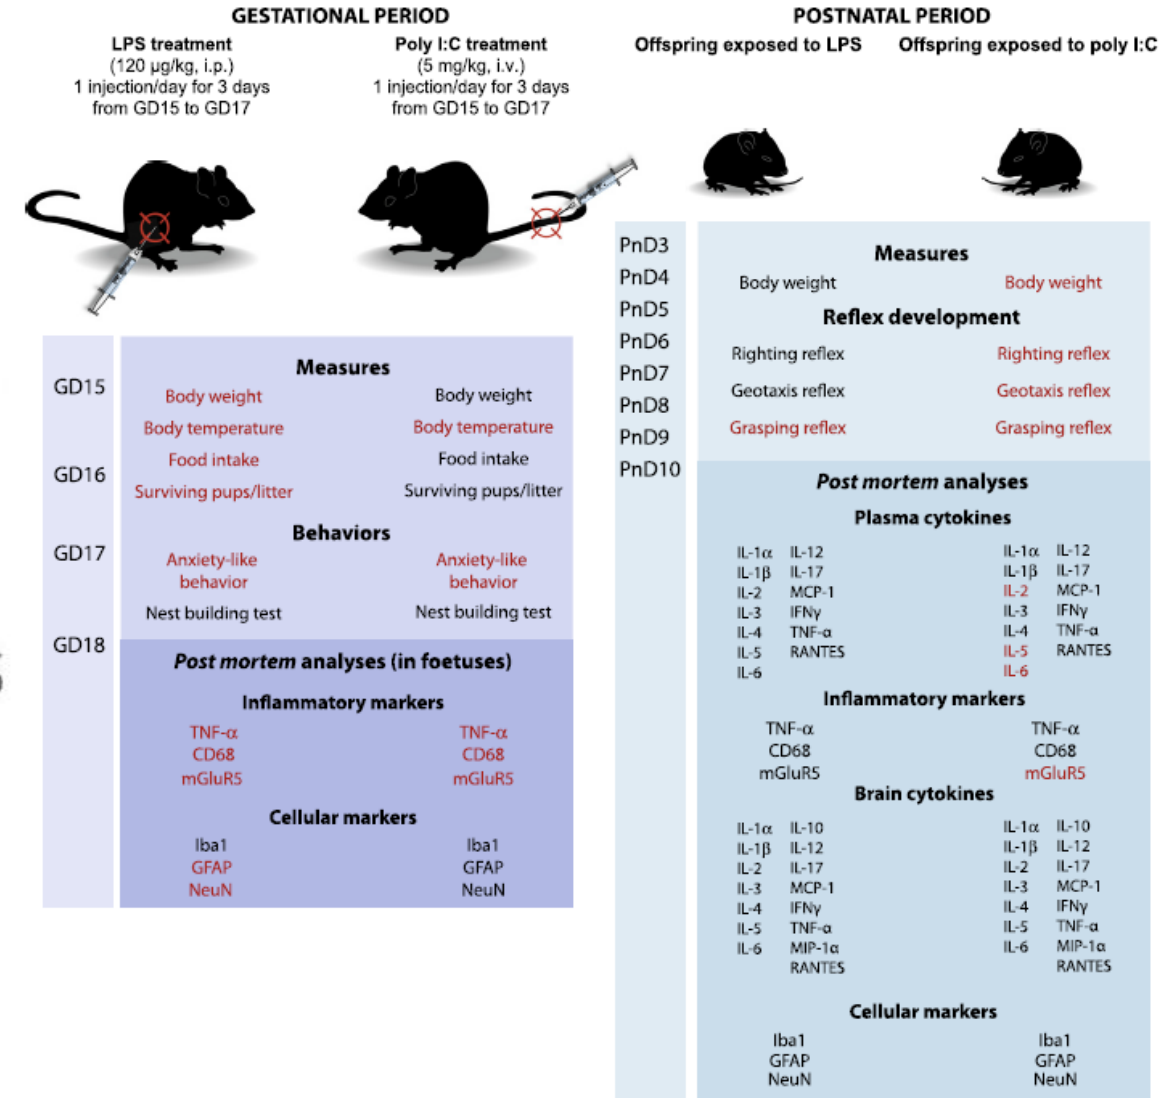 GESTATIONAL PERIOD
LPS treatment
(120 µg/kg, i.p.)
1 injection/day for 3 days
from GD15 to GD17
Poly I:C treatment
(5 mg/kg, i.v.)
1 injection/day for 3 days
from GD15 to GD17
GD15
GD16
GD17
GD18
Measures
Body weight Body weight
Body temperature Body temperature
Food intake Food intake
Surviving pups/litter Surviving pups/litter
Behaviors
Anxiety-like Anxiety-like
behavior behavior
Nest building test Nest building test
Post mortem analyses (in foetuses)
Inflammatory markers
TNF-α TNF-α
CD68 CD68
mGluR5 mGluR5
Cellular markers
Iba1 Iba1
GFAP GFAP
NeuN NeuN
POSTNATAL PERIOD
Offspring exposed to LPS Offspring exposed to poly I:C
PnD3
PnD4
PnD5
PnD6
PnD7
PnD8
PnD9
PnD10
Measures
Body weight Body weight
Reflex development
Righting reflex Righting reflex
Geotaxis reflex Geotaxis reflex
Grasping reflex Grasping reflex
Post mortem analyses
Plasma cytokines
IL-1α IL-12 IL-1α IL-12
IL-1β IL-17 IL-1β IL-17
IL-2 MCP-1 IL-2 MCP-1
IL-3 IFNγ IL-3 IFNγ
IL-4 TNF-α IL-4 TNF-α
IL-5 RANTES IL-5 RANTES
IL-6 IL-6
Inflammatory markers
TNF-α TNF-α
CD68 CD68
mGluR5 mGluR5
Brain cytokines
IL-1α IL-10 IL-1α IL-10
IL-1β IL-12 IL-1β IL-12
IL-2 IL-17 IL-2 IL-17
IL-3 MCP-1 IL-3 MCP-1
IL-4 IFNγ IL-4 IFNγ
IL-5 TNF-α IL-5 TNF-α
IL-6 MIP-1α IL-6 MIP-1α
RANTES RANTES
Cellular markers
Iba1 Iba1
GFAP GFAP
NeuN NeuN